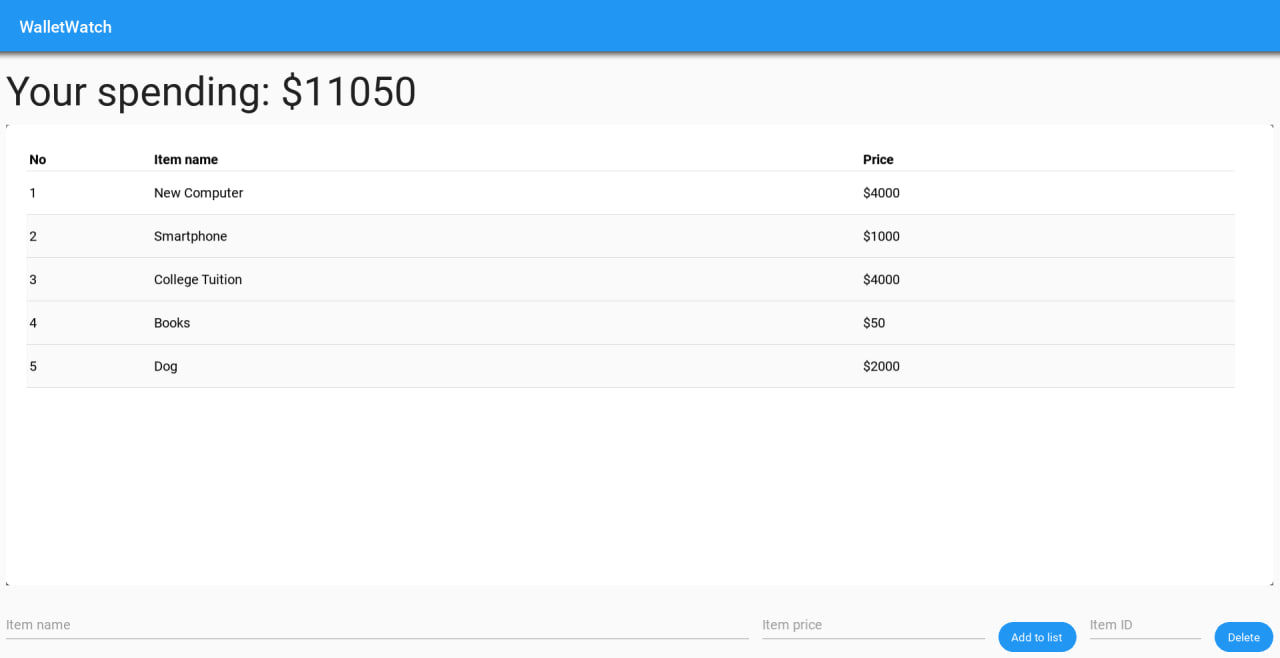 WalletWatch
Your spending: $11050
No Item name Price
1 New Computer $4000
2 Smartphone $1000
3 College Tuition $4000
4 Books $50
5 Dog $2000
Item name Item price Add to list Item ID Delete